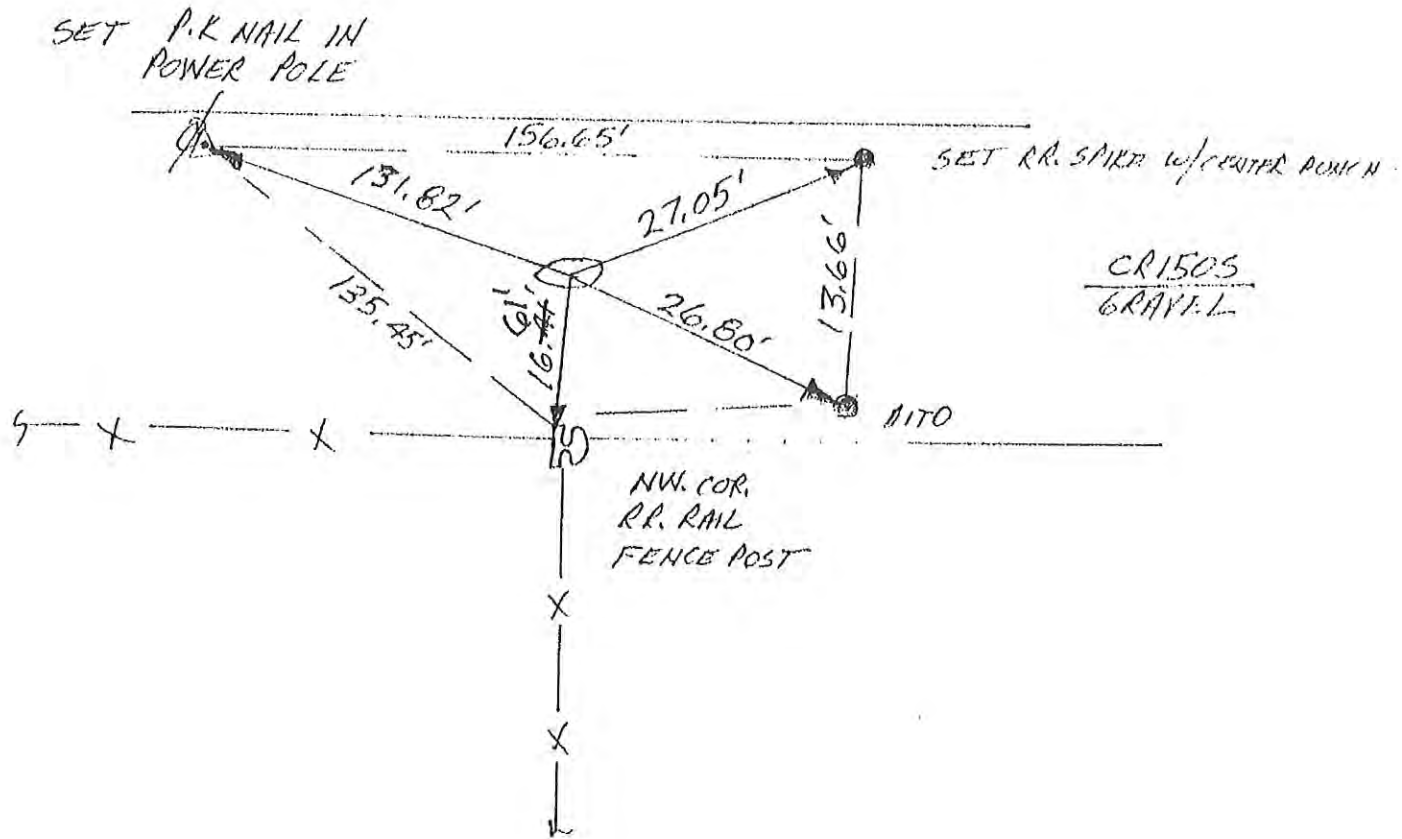 SET P.K NAIL IN
POWER POLE
156.65'
SET RR. SPIKE W/CENTER PUNCH
131.82'
27.05'
13.66'
CR150S
GRAVEL
135.45'
61'
16.
26.80'
DITO
NW. COR.
RR. RAIL
FENCE POST